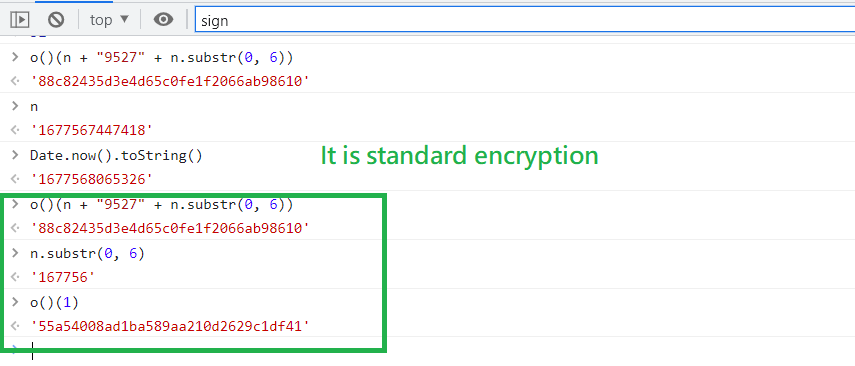 top ▼ sign
o()(n + "9527" + n.substr(0, 6))
'88c82435d3e4d65c0fe1f2066ab98610'
n
'1677567447418'
Date.now().toString()
It is standard encryption
'1677568065326'
o()(n + "9527" + n.substr(0, 6))
'88c82435d3e4d65c0fe1f2066ab98610'
n.substr(0, 6)
'167756'
o()(1)
'55a54008ad1ba589aa210d2629c1df41'